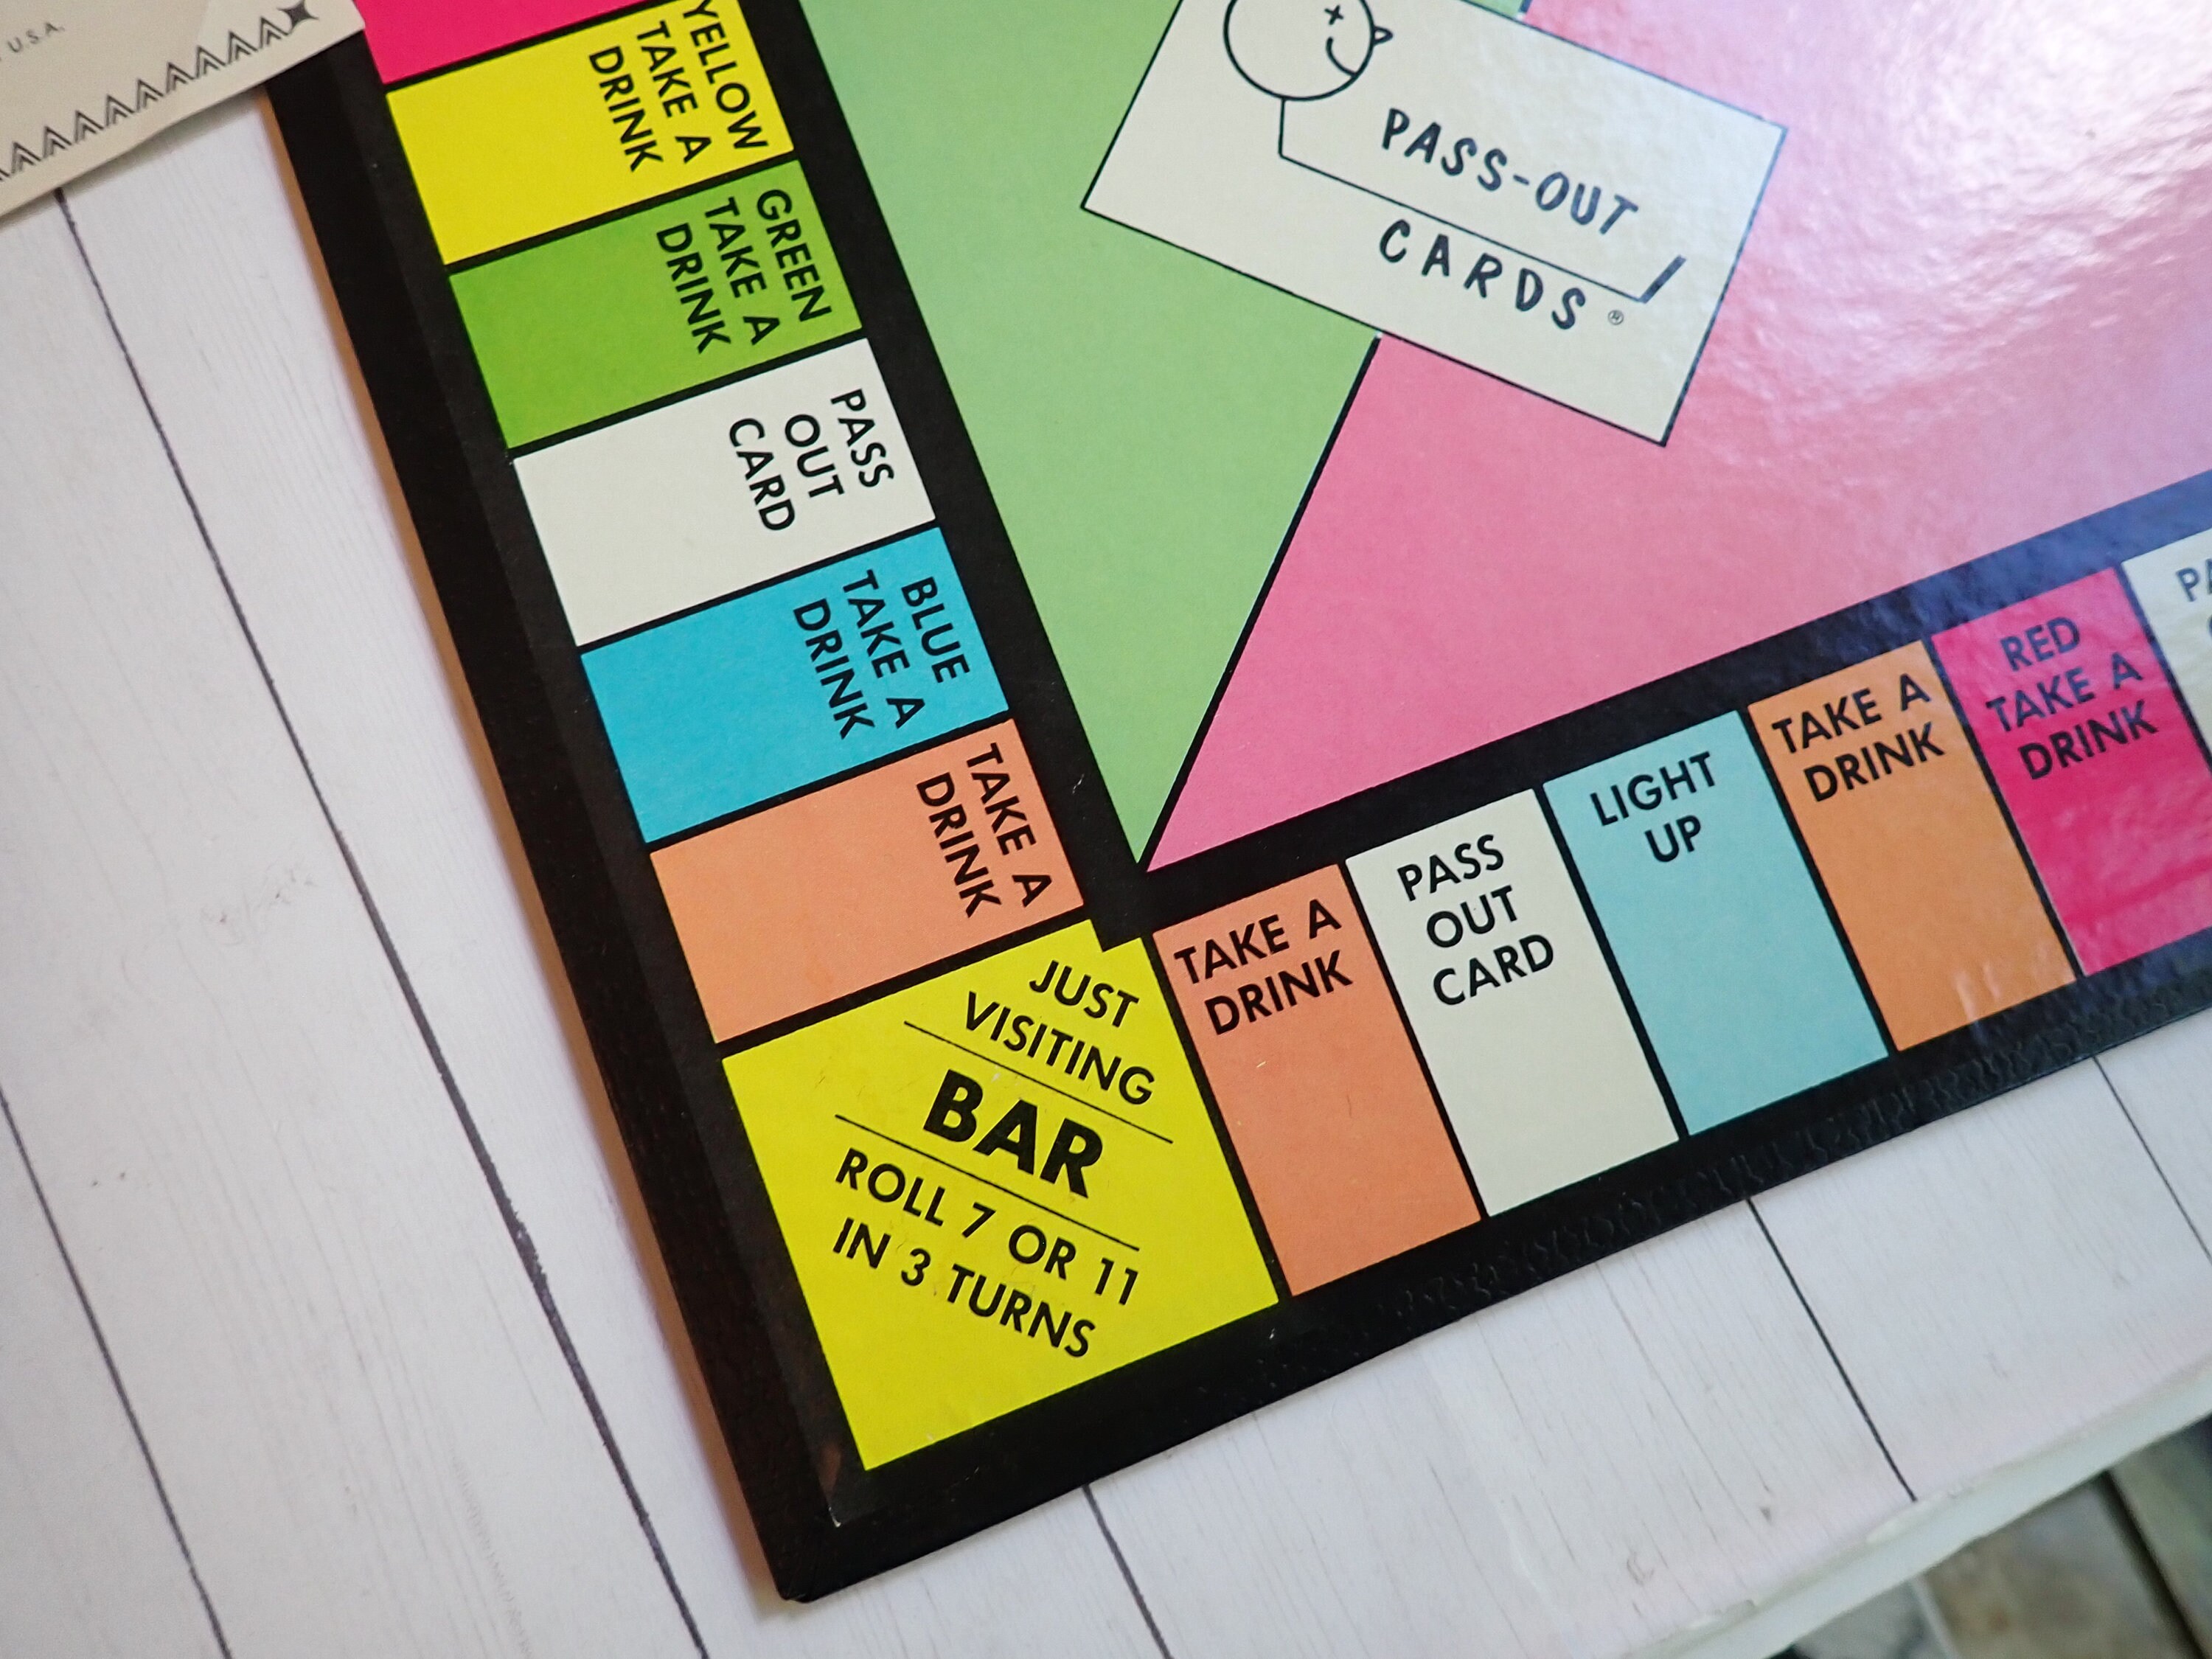 U.S.A.
YELLOW
TAKE A
DRINK
GREEN
TAKE A
DRINK
PASS
OUT
CARD
BLUE
TAKE A
DRINK
TAKE A
DRINK
JUST
VISITING
BAR
ROLL 7 OR 11
IN 3 TURNS
TAKE A
DRINK
PASS
OUT
CARD
LIGHT
UP
TAKE A
DRINK
RED
TAKE A
DRINK
PASS-OUT
CARDS®